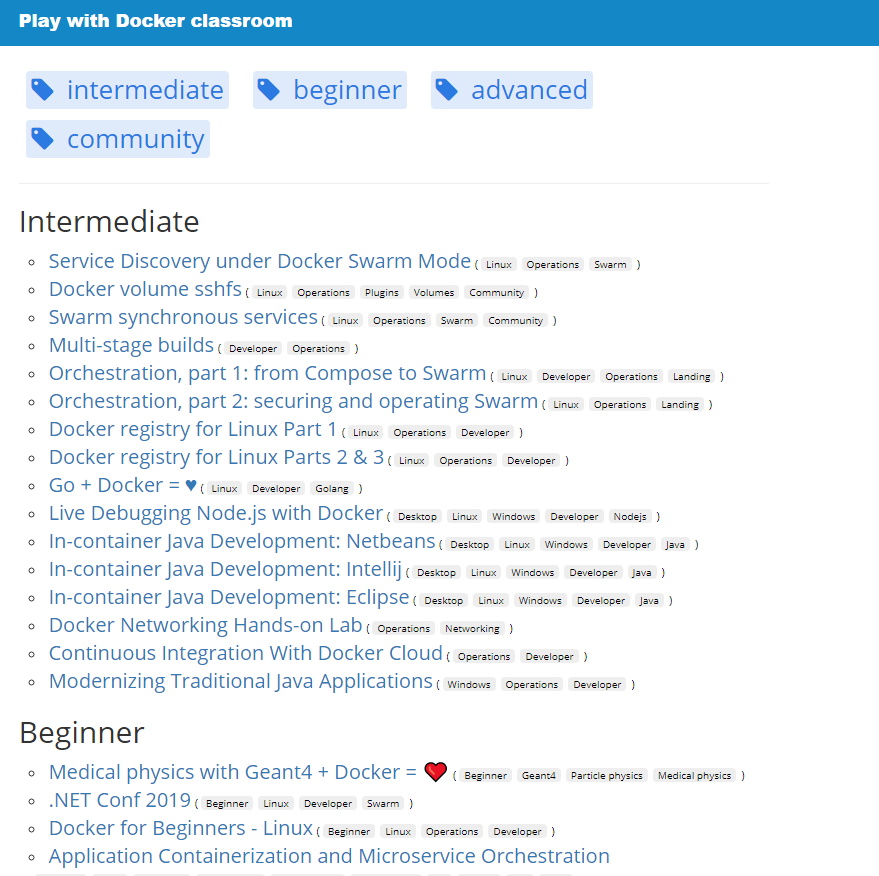 Play with Docker classroom
intermediate beginner advanced
community
Intermediate
Service Discovery under Docker Swarm Mode ( Linux Operations Swarm )
Docker volume sshfs ( Linux Operations Plugins Volumes Community )
Swarm synchronous services ( Linux Operations Swarm Community )
Multi-stage builds ( Developer Operations )
Orchestration, part 1: from Compose to Swarm ( Linux Developer Operations Landing )
Orchestration, part 2: securing and operating Swarm ( Linux Operations Landing )
Docker registry for Linux Part 1 ( Linux Operations Developer )
Docker registry for Linux Parts 2 & 3 ( Linux Operations Developer )
Go + Docker = ♥ ( Linux Developer Golang )
Live Debugging Node.js with Docker ( Desktop Linux Windows Developer Nodejs )
In-container Java Development: Netbeans ( Desktop Linux Windows Developer Java )
In-container Java Development: Intellij ( Desktop Linux Windows Developer Java )
In-container Java Development: Eclipse ( Desktop Linux Windows Developer Java )
Docker Networking Hands-on Lab ( Operations Networking )
Continuous Integration With Docker Cloud ( Operations Developer )
Modernizing Traditional Java Applications ( Windows Operations Developer )
Beginner
Medical physics with Geant4 + Docker = ❤ ( Beginner Geant4 Particle physics Medical physics )
.NET Conf 2019 ( Beginner Linux Developer Swarm )
Docker for Beginners - Linux ( Beginner Linux Operations Developer )
Application Containerization and Microservice Orchestration